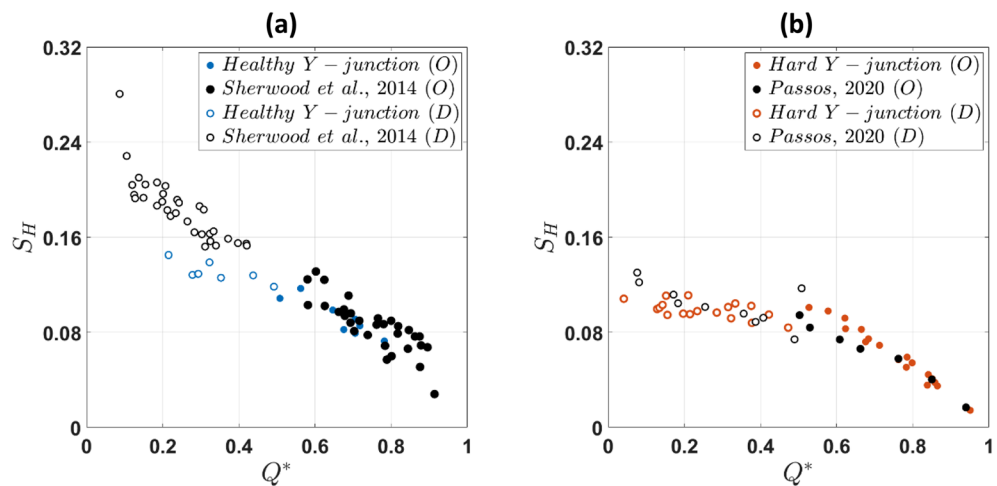 (a)
0.32
0.24
0.16
0.08
0
S_H
Healthy Y − junction (O)
Sherwood et al., 2014 (O)
Healthy Y − junction (D)
Sherwood et al., 2014 (D)
0 0.2 0.4 0.6 0.8 1
Q*
(b)
0.32
0.24
0.16
0.08
0
S_H
Hard Y − junction (O)
Passos, 2020 (O)
Hard Y − junction (D)
Passos, 2020 (D)
0 0.2 0.4 0.6 0.8 1
Q*